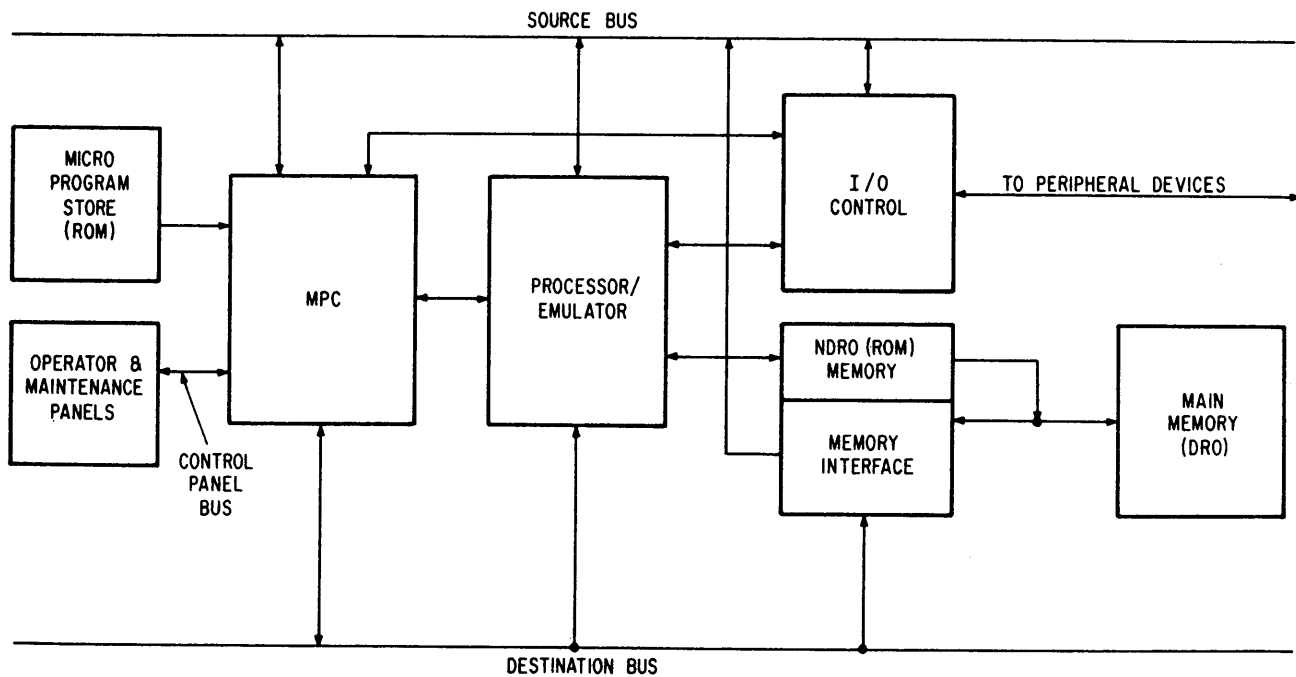 SOURCE BUS
MICRO
PROGRAM
STORE
(ROM)
MPC
PROCESSOR/
EMULATOR
I/O
CONTROL
TO PERIPHERAL DEVICES
OPERATOR &
MAINTENANCE
PANELS
CONTROL
PANEL
BUS
NDRO (ROM)
MEMORY
MEMORY
INTERFACE
MAIN
MEMORY
(DRO)
DESTINATION BUS